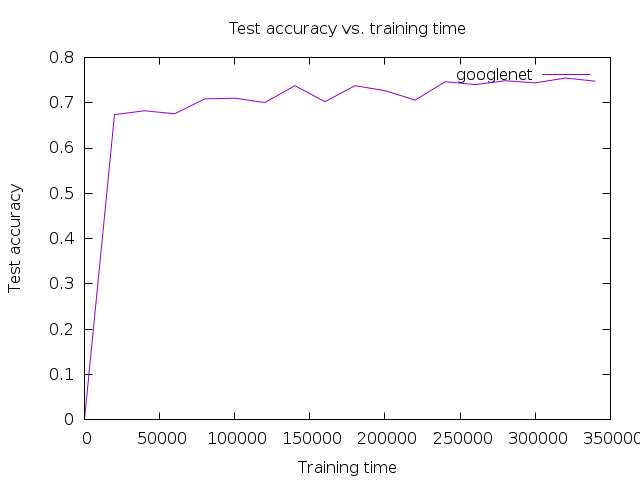 Test accuracy vs. training time
googlenet
0.8
0.7
0.6
0.5
0.4
0.3
0.2
0.1
0
Test accuracy
0 50000 100000 150000 200000 250000 300000 350000
Training time